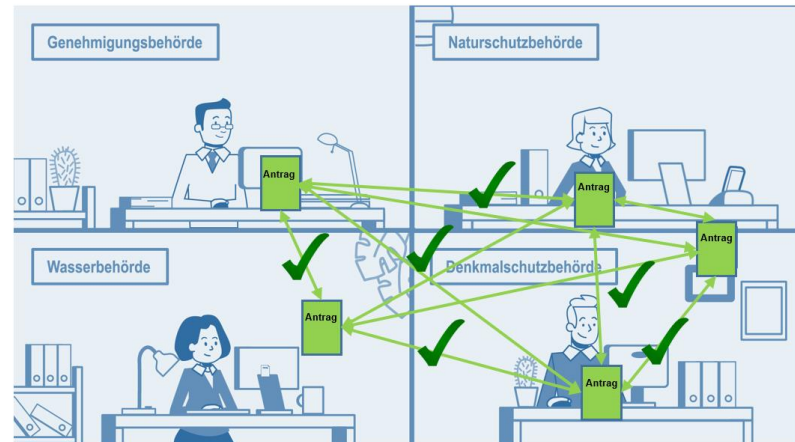 Genehmigungsbehörde
Naturschutzbehörde
Antrag
Antrag
Antrag
Wasserbehörde
Denkmalschutzbehörde
Antrag
Antrag